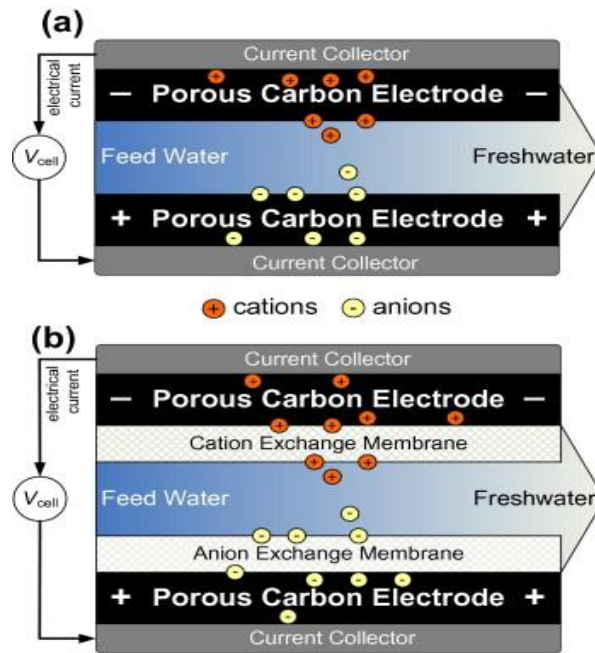 (a)
Current Collector
− Porous Carbon Electrode −
electrical
current
Vcell
Feed Water
Freshwater
+ Porous Carbon Electrode +
Current Collector
+ cations - anions
(b)
Current Collector
− Porous Carbon Electrode −
electrical
current
Cation Exchange Membrane
Vcell
Feed Water
Freshwater
Anion Exchange Membrane
+ Porous Carbon Electrode +
Current Collector